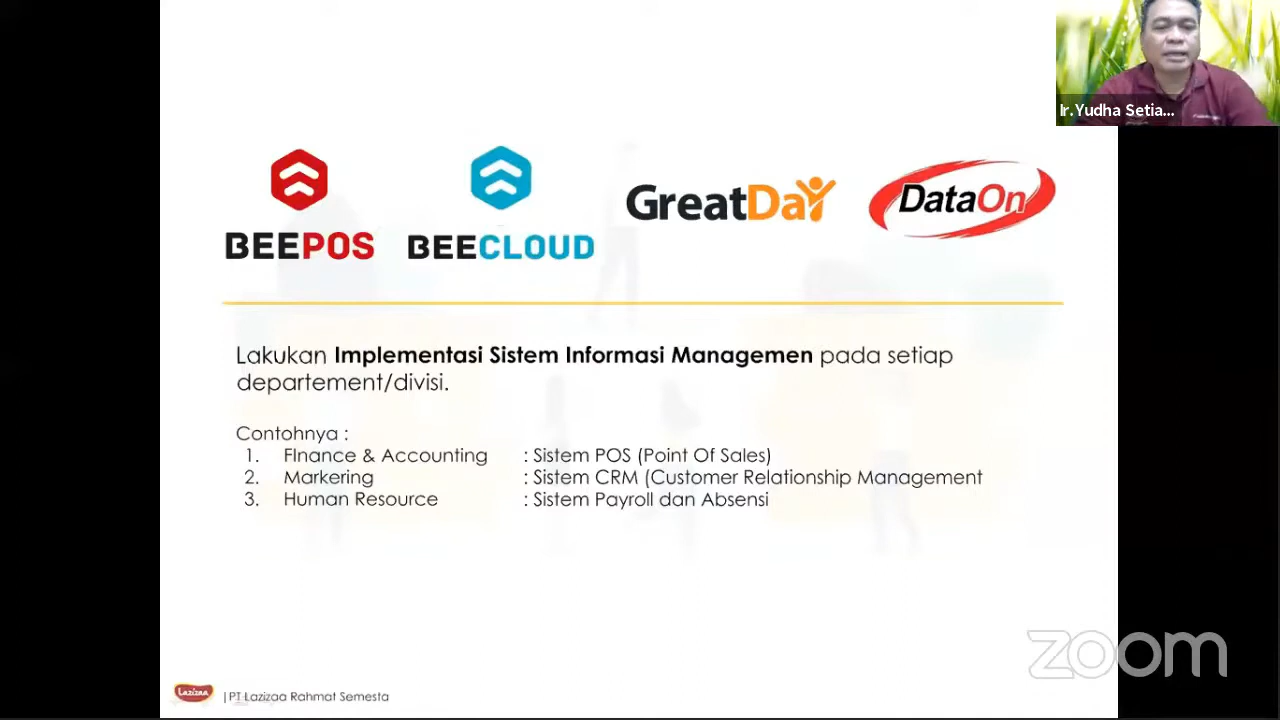 Ir.Yudha Setia...
BEEPOS
BEECLOUD
GreatDay
DataOn
Lakukan Implementasi Sistem Informasi Managemen pada setiap
departement/divisi.
Contohnya :
1. FInance & Accounting : Sistem POS (Point Of Sales)
2. Markering : Sistem CRM (Customer Relationship Management
3. Human Resource : Sistem Payroll dan Absensi
zoom
Lazizaa |PT Lazizaa Rahmat Semesta